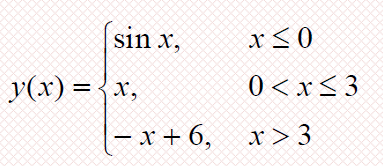 sin x, x ≤ 0
y(x) = { x, 0 < x ≤ 3
− x + 6, x > 3